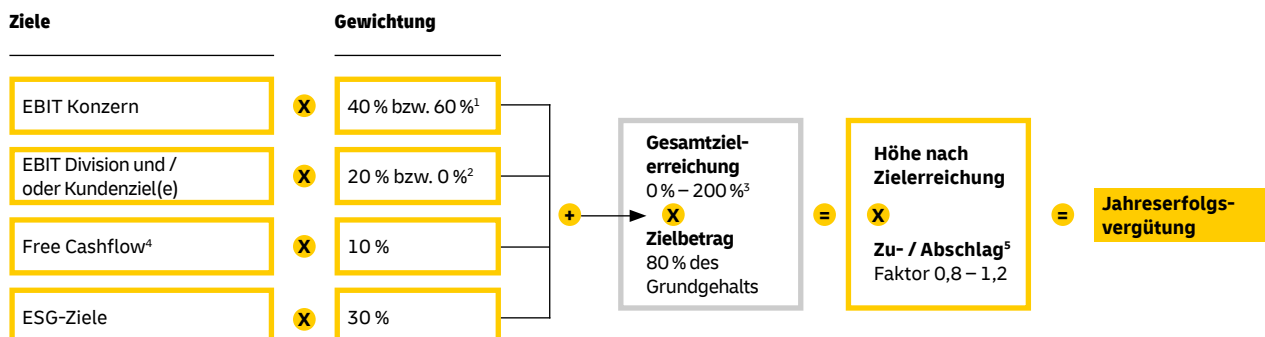 Ziele
Gewichtung
EBIT Konzern
X
40 % bzw. 60 %¹
EBIT Division und /
oder Kundenziel(e)
X
20 % bzw. 0 %²
Free Cashflow⁴
X
10 %
ESG-Ziele
X
30 %
+
Gesamtziel-
erreichung
0 % – 200 %³
X
Zielbetrag
80 % des
Grundgehalts
=
Höhe nach
Zielerreichung
X
Zu- / Abschlag⁵
Faktor 0,8 – 1,2
=
Jahreserfolgs-
vergütung